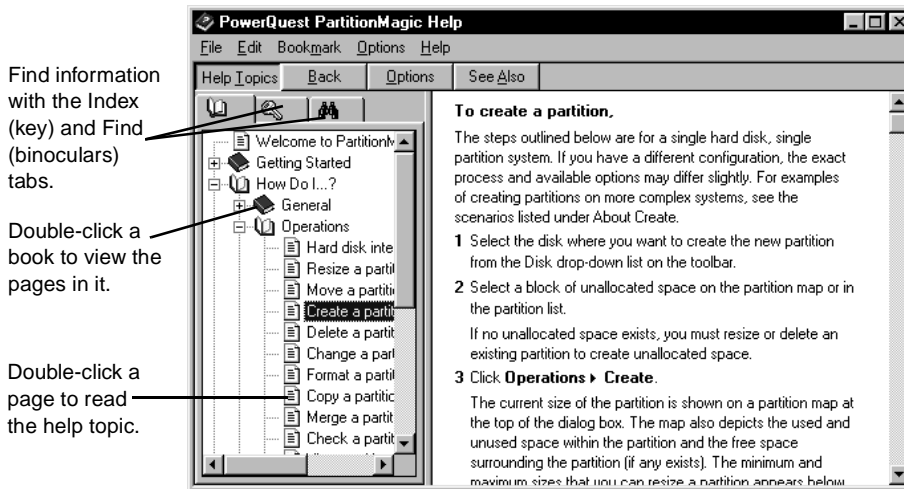 PowerQuest PartitionMagic Help
File Edit Bookmark Options Help
Help Topics Back Options See Also
Find information
with the Index
(key) and Find
(binoculars)
tabs.
Double-click a
book to view the
pages in it.
Double-click a
page to read
the help topic.
Welcome to PartitionM
Getting Started
How Do I...?
General
Operations
Hard disk inte
Resize a partit
Move a partitio
Create a partit
Delete a partit
Change a part
Format a partit
Copy a partitio
Merge a partit
Check a partit
To create a partition,
The steps outlined below are for a single hard disk, single
partition system. If you have a different configuration, the exact
process and available options may differ slightly. For examples
of creating partitions on more complex systems, see the
scenarios listed under About Create.
1 Select the disk where you want to create the new partition
from the Disk drop-down list on the toolbar.
2 Select a block of unallocated space on the partition map or in
the partition list.
If no unallocated space exists, you must resize or delete an
existing partition to create unallocated space.
3 Click Operations ▸ Create.
The current size of the partition is shown on a partition map at
the top of the dialog box. The map also depicts the used and
unused space within the partition and the free space
surrounding the partition (if any exists). The minimum and
maximum sizes that you can resize a partition appears below